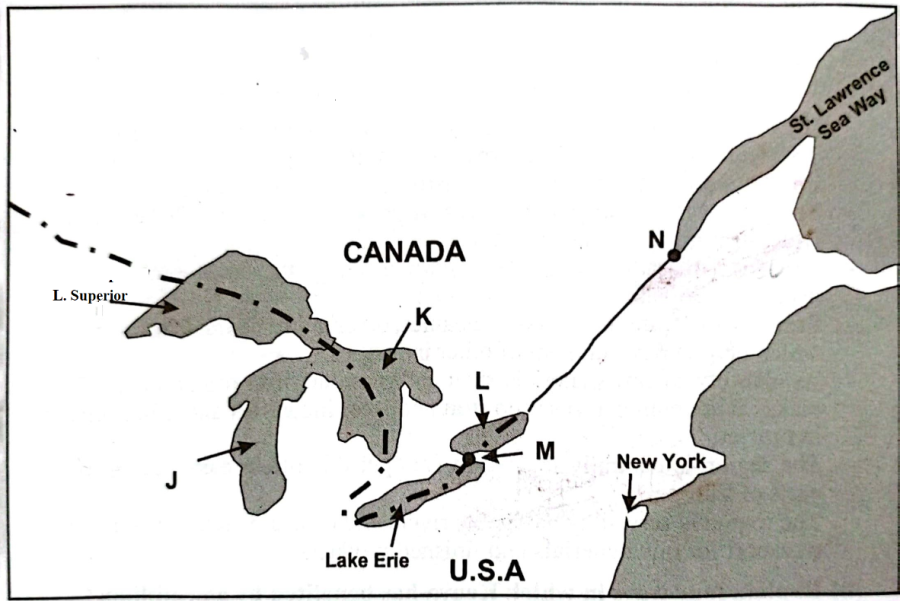 St. Lawrence
Sea Way
N
CANADA
L. Superior
K
L
M
New York
J
Lake Erie
U.S.A